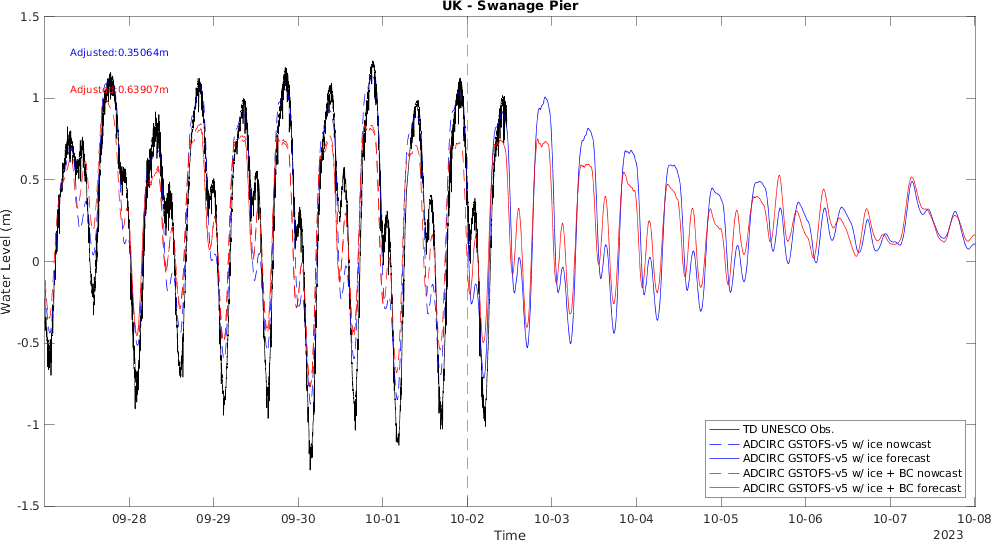 UK - Swanage Pier
Adjusted:0.35064m
Adjusted:0.63907m
1.5
1
0.5
0
-0.5
-1
-1.5
Water Level (m)
09-28
09-29
09-30
10-01
10-02
10-03
10-04
10-05
10-06
10-07
10-08
Time
2023
TD UNESCO Obs.
ADCIRC GSTOFS-v5 w/ ice nowcast
ADCIRC GSTOFS-v5 w/ ice forecast
ADCIRC GSTOFS-v5 w/ ice + BC nowcast
ADCIRC GSTOFS-v5 w/ ice + BC forecast